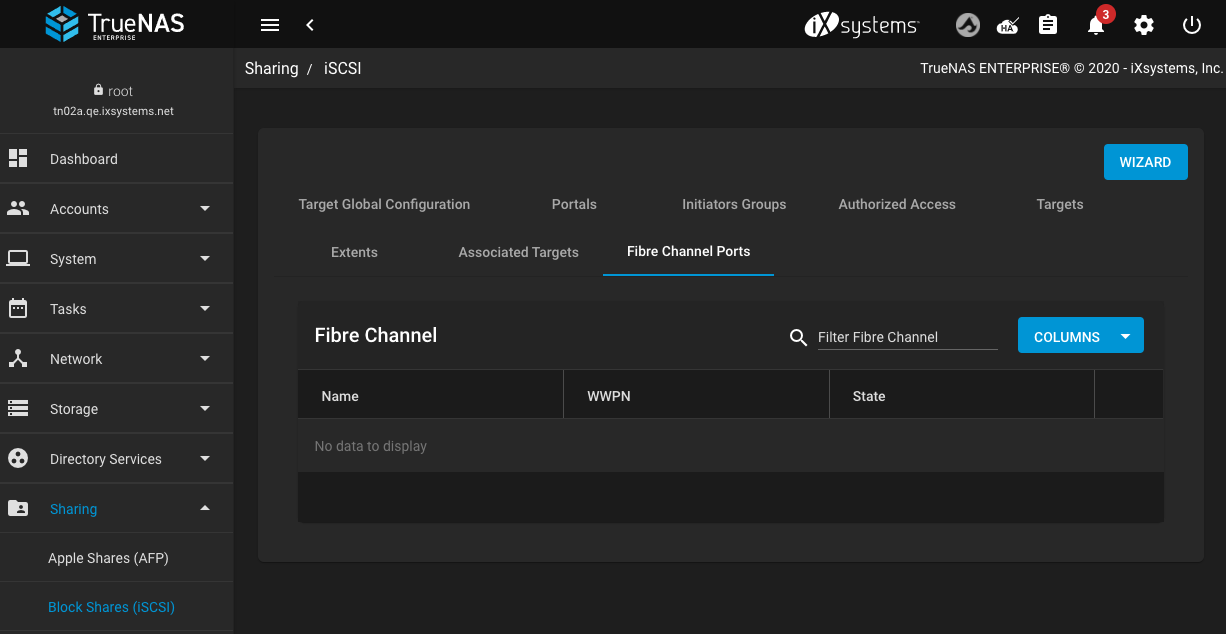 TrueNAS
ENTERPRISE
iXsystems
HA
3
root
tn02a.qe.ixsystems.net
Sharing / iSCSI
TrueNAS ENTERPRISE® © 2020 - iXsystems, Inc.
Dashboard
Accounts
System
Tasks
Network
Storage
Directory Services
Sharing
Apple Shares (AFP)
Block Shares (iSCSI)
WIZARD
Target Global Configuration Portals Initiators Groups Authorized Access Targets
Extents Associated Targets Fibre Channel Ports
Fibre Channel
Filter Fibre Channel
COLUMNS
Name WWPN State
No data to display